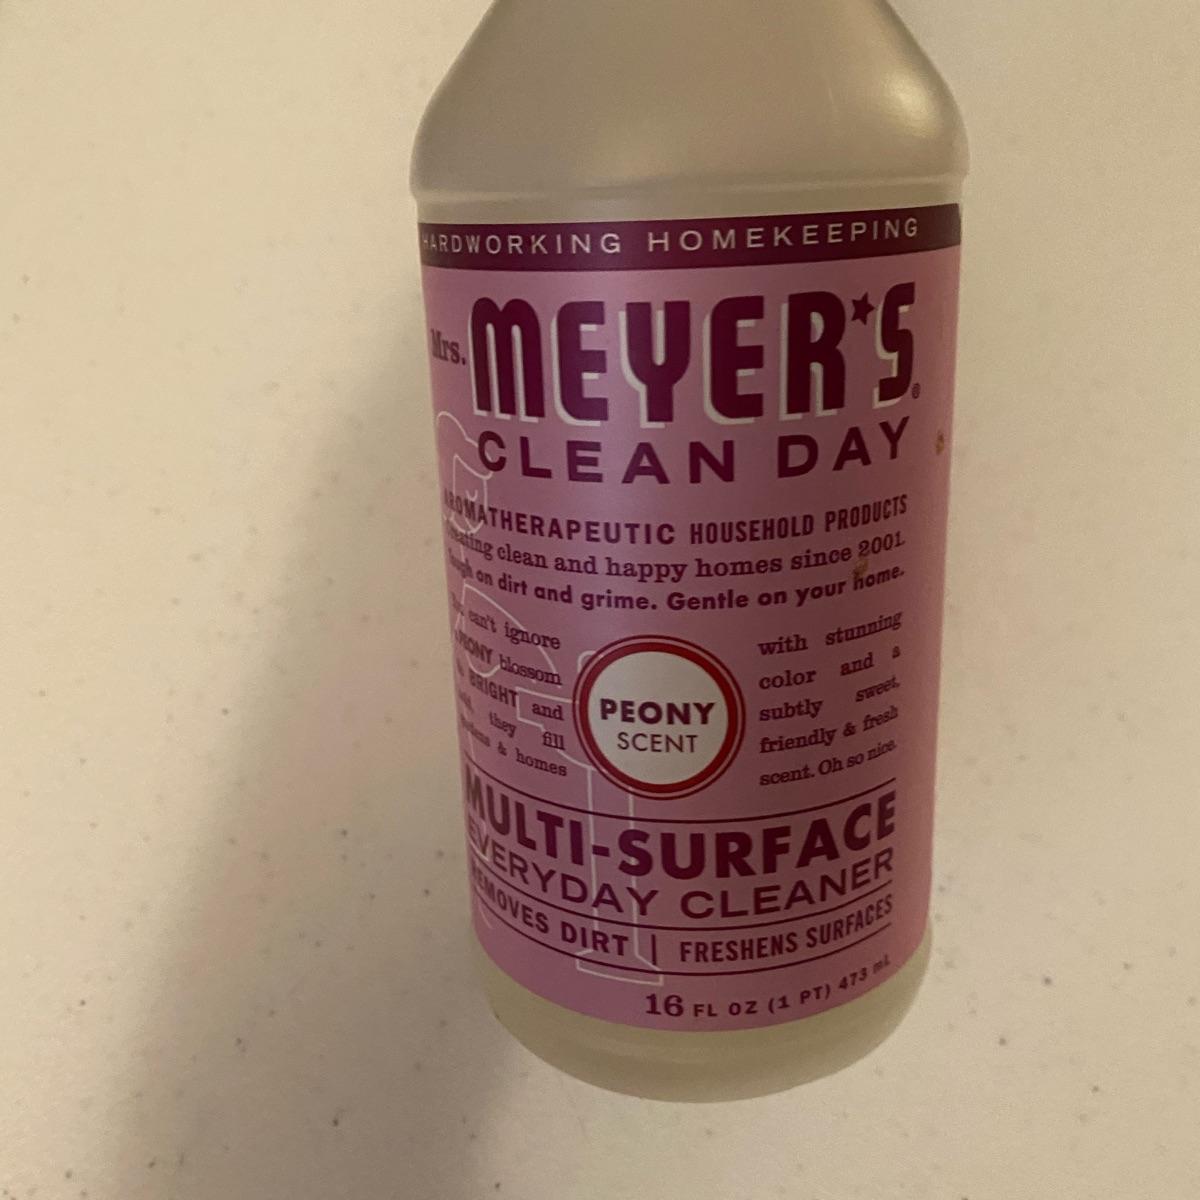 HARDWORKING HOMEKEEPING
Mrs. MEYER'S®
CLEAN DAY
AROMATHERAPEUTIC HOUSEHOLD PRODUCTS
Creating clean and happy homes since 2001.
Tough on dirt and grime. Gentle on your home.
You can't ignore
a PEONY blossom
BRIGHT and
they fill
& homes
PEONY
SCENT
with stunning
color and a
subtly sweet,
friendly & fresh
scent. Oh so nice.
MULTI-SURFACE
EVERYDAY CLEANER
REMOVES DIRT | FRESHENS SURFACES
16 FL OZ (1 PT) 473 mL